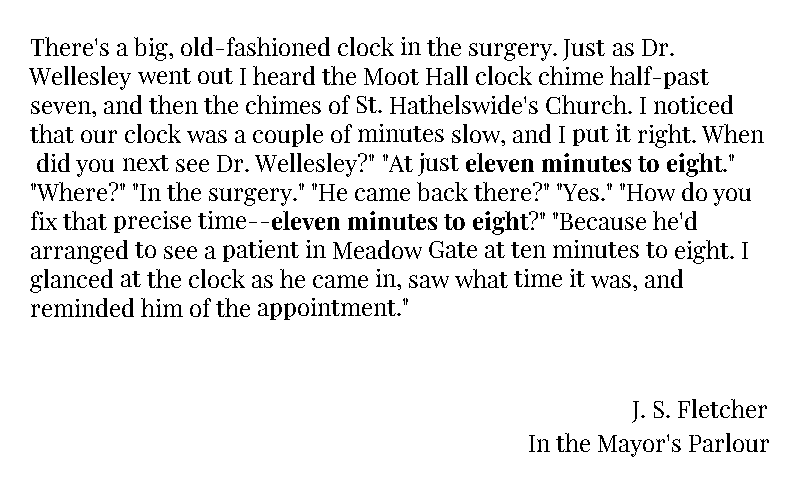 There's a big, old-fashioned clock in the surgery. Just as Dr.
Wellesley went out I heard the Moot Hall clock chime half-past
seven, and then the chimes of St. Hathelswide's Church. I noticed
that our clock was a couple of minutes slow, and I put it right. When
did you next see Dr. Wellesley?" "At just eleven minutes to eight."
"Where?" "In the surgery." "He came back there?" "Yes." "How do you
fix that precise time--eleven minutes to eight?" "Because he'd
arranged to see a patient in Meadow Gate at ten minutes to eight. I
glanced at the clock as he came in, saw what time it was, and
reminded him of the appointment."
J. S. Fletcher
In the Mayor's Parlour